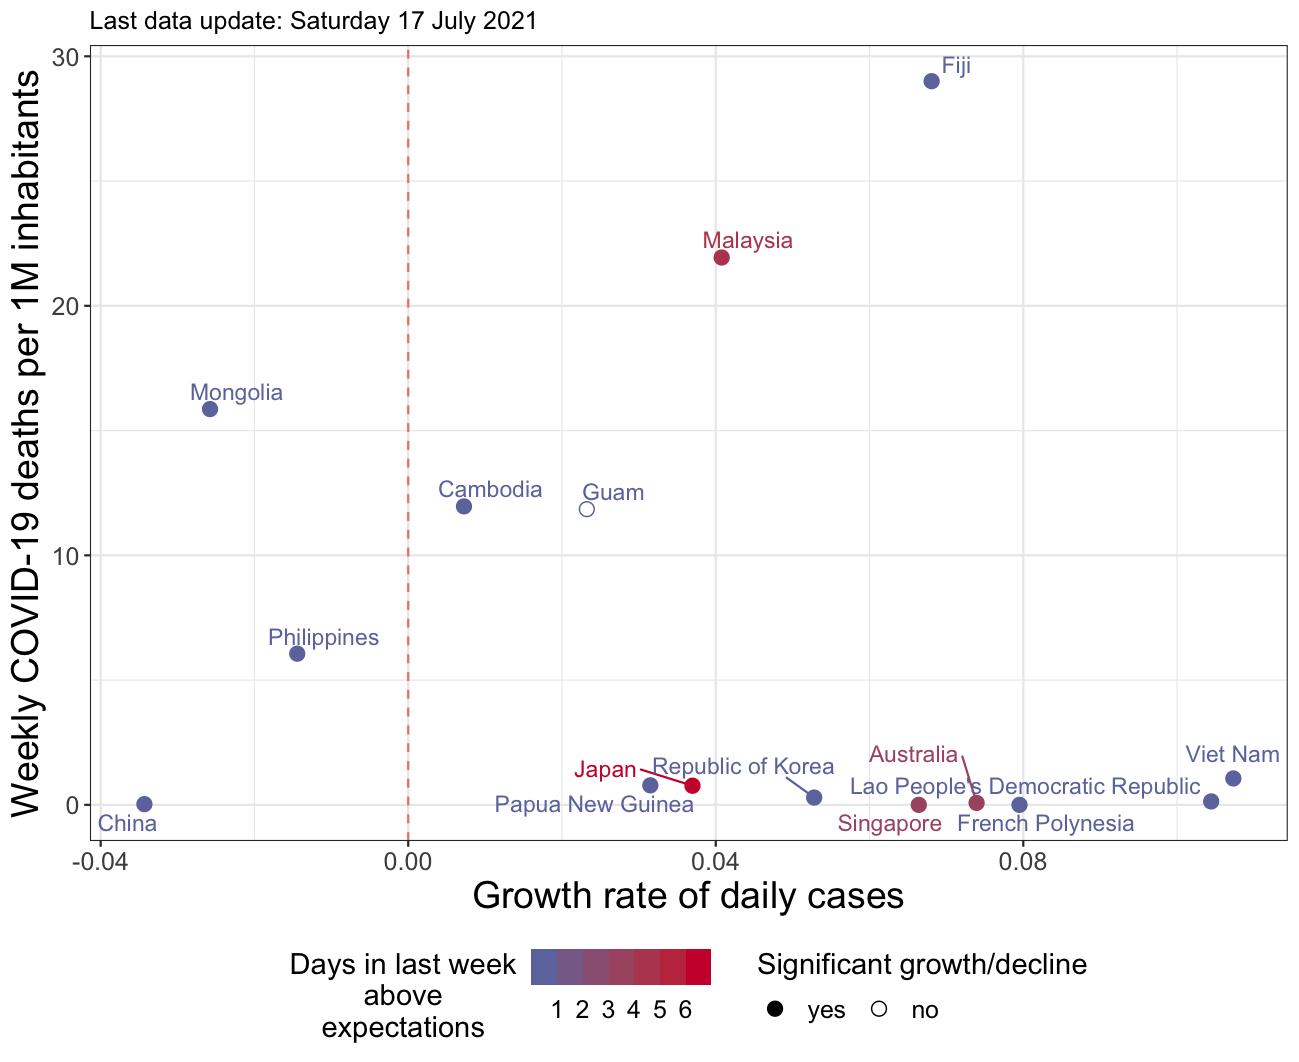 Last data update: Saturday 17 July 2021
Weekly COVID-19 deaths per 1M inhabitants
30
20
10
0
Fiji
Malaysia
Mongolia
Cambodia
Guam
Philippines
Viet Nam
Australia
Republic of Korea
Japan
Lao People's Democratic Republic
Papua New Guinea
China
Singapore
French Polynesia
-0.04
0.00
0.04
0.08
Growth rate of daily cases
Days in last week
above
expectations
1 2 3 4 5 6
Significant growth/decline
yes
no